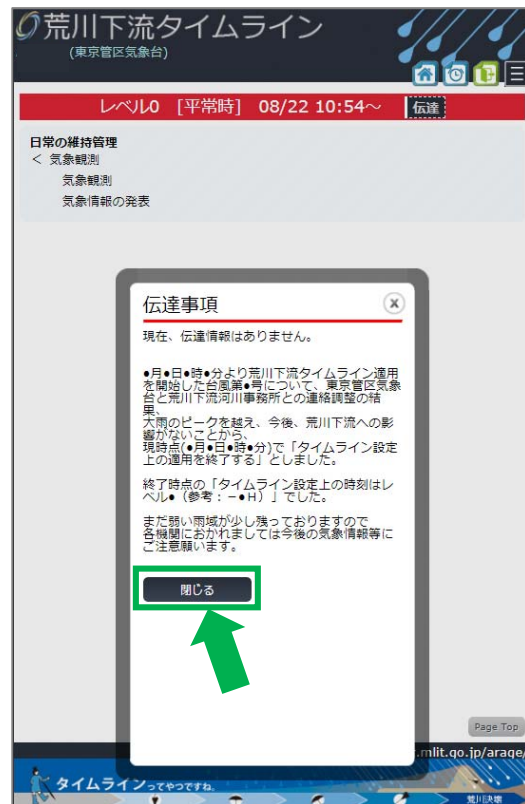 荒川下流タイムライン
(東京管区気象台)
レベル0 [平常時] 08/22 10:54～ 伝達
日常の維持管理
< 気象観測
気象観測
気象情報の発表
伝達事項
x
現在、伝達情報はありません。
●月●日●時●分より荒川下流タイムライン適用
を開始した台風第●号について、東京管区気象
台と荒川下流河川事務所との連絡調整の結
果、
大雨のピークを越え、今後、荒川下流への影
響がないことから、
現時点(●月●日●時●分)で「タイムライン設定
上の適用を終了する」としました。
終了時点の「タイムライン設定上の時刻はレ
ベル●（参考：－●H）」でした。
まだ弱い雨域が少し残っておりますので
各機関におかれましては今後の気象情報等に
ご注意願います。
閉じる
Page Top
.mlit.go.jp/arage/
タイムラインってやつですね。
荒川決壊